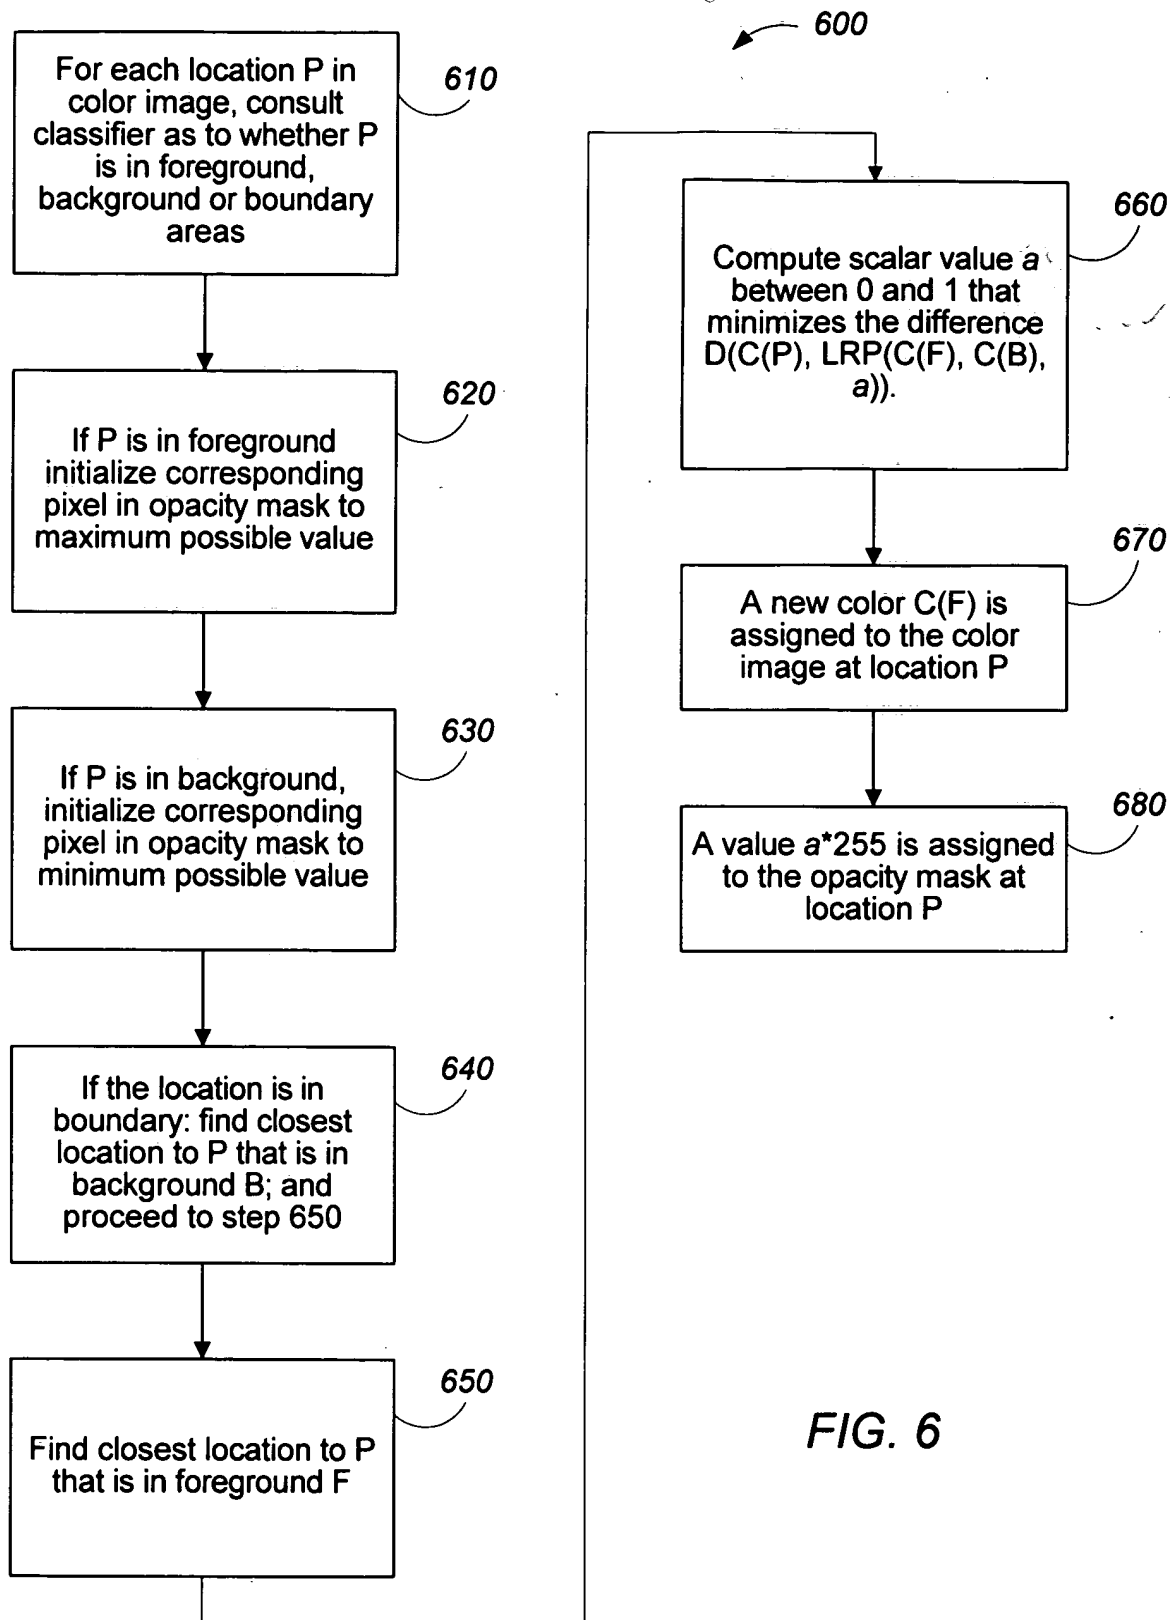 600
For each location P in
color image, consult
classifier as to whether P
is in foreground,
background or boundary
areas
610
If P is in foreground
initialize corresponding
pixel in opacity mask to
maximum possible value
620
If P is in background,
initialize corresponding
pixel in opacity mask to
minimum possible value
630
If the location is in
boundary: find closest
location to P that is in
background B; and
proceed to step 650
640
Find closest location to P
that is in foreground F
650
Compute scalar value a
between 0 and 1 that
minimizes the difference
D(C(P), LRP(C(F), C(B),
a)).
660
A new color C(F) is
assigned to the color
image at location P
670
A value a*255 is assigned
to the opacity mask at
location P
680
FIG. 6